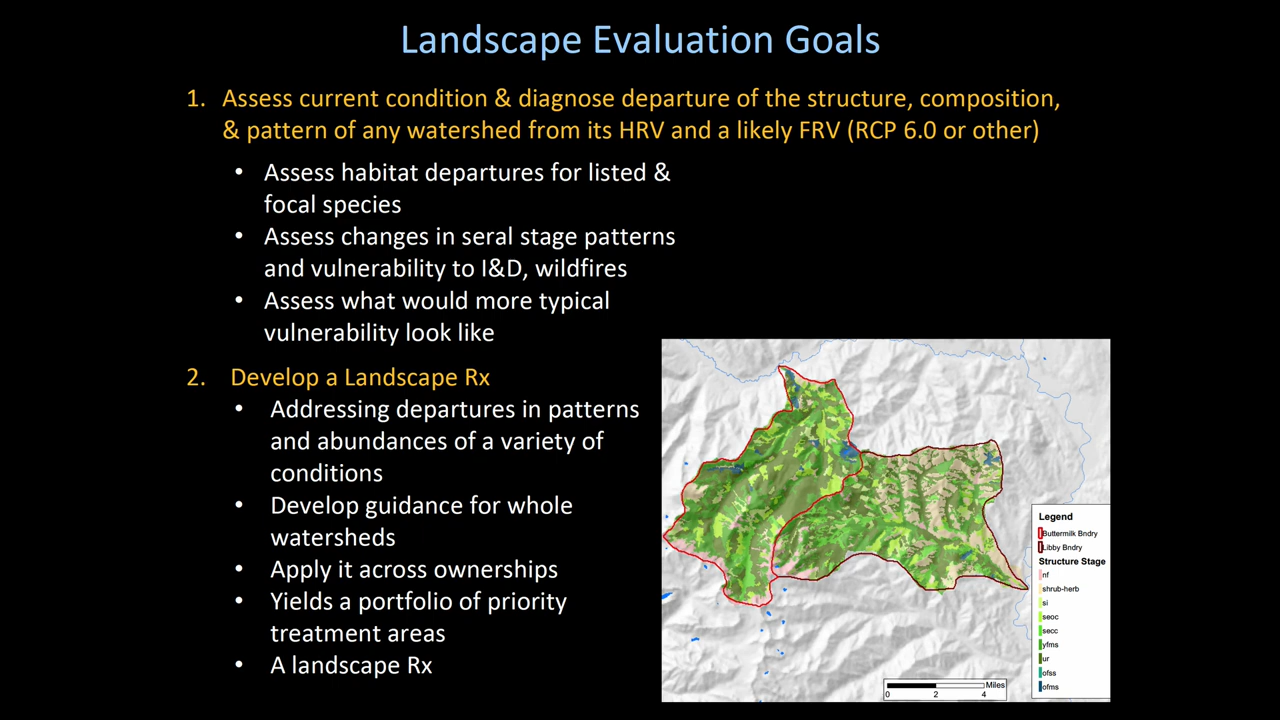 Landscape Evaluation Goals
1. Assess current condition & diagnose departure of the structure, composition,
& pattern of any watershed from its HRV and a likely FRV (RCP 6.0 or other)
• Assess habitat departures for listed &
focal species
• Assess changes in seral stage patterns
and vulnerability to I&D, wildfires
• Assess what would more typical
vulnerability look like
2. Develop a Landscape Rx
• Addressing departures in patterns
and abundances of a variety of
conditions
• Develop guidance for whole
watersheds
• Apply it across ownerships
• Yields a portfolio of priority
treatment areas
• A landscape Rx
Legend
Buttermilk Bndry
Libby Bndry
Structure Stage
nf
shrub-herb
si
seoc
secc
yfms
ur
ofss
ofms
Miles
0 2 4